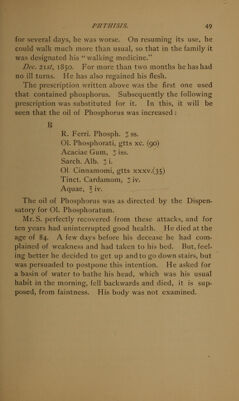 PHTHISIS. 49
for several days, he was worse. On resuming its use, he
could walk much more than usual, so that in the family it
was designated his “walking medicine.”
Dec. 21st, 1850. For more than two months he has had
no ill turns. He has also regained his flesh.
The prescription written above was the first one used
that contained phosphorus. Subsequently the following
prescription was substituted for it. In this, it will be
seen that the oil of Phosphorus was increased :
℞
R. Ferri. Phosph. ʒ ss.
Ol. Phosphorati, gtts xc. (90)
Acaciae Gum, ʒ iss.
Sarch. Alb. ʒ i.
Ol Cinnamomi, gtts xxxv.(35)
Tinct. Cardamom, ʒ iv.
Aquae, ℥ iv.
The oil of Phosphorus was as directed by the Dispen-
satory for Ol. Phosphoratum.
Mr. S. perfectly recovered from these attacks, and for
ten years had uninterrupted good health. He died at the
age of 84. A few days before his decease he had com-
plained of weakness and had taken to his bed. But, feel-
ing better he decided to get up and to go down stairs, but
was persuaded to postpone this intention. He asked for
a basin of water to bathe his head, which was his usual
habit in the morning, fell backwards and died, it is sup-
posed, from faintness. His body was not examined.